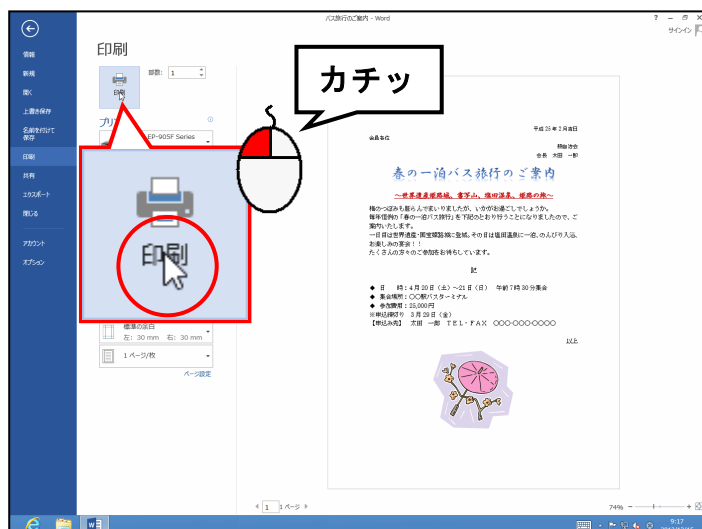 バス旅行のご案内 - Word
サインイン
情報
新規
開く
上書き保存
名前を付けて
保存
印刷
共有
エクスポート
閉じる
アカウント
オプション
印刷
部数: 1
印刷
EP-905F Series
カチッ
印刷
標準の余白
左: 30 mm 右: 30 mm
1 ページ/枚
ページ設定
平成 25 年 2 月吉日
会員各位
会長 太田 一郎
春の一泊バス旅行のご案内
～世界遺産姫路城、書写山、塩田温泉、姫路の旅～
梅のつぼみも膨らんでまいりましたが、いかがお過ごしでしょうか。
毎年恒例の「春の一泊バス旅行」を下記のとおり行うことになりましたので、ご
案内いたします。
一日目は世界遺産・国宝姫路城に登城。その日は塩田温泉に一泊、のんびり入浴、
お楽しみの宴会！！
たくさんの方々のご参加をお待ちしています。
記
◆ 日　時：4 月 20 日（土）～21 日（日） 午前 7 時 30 分集合
◆ 集合場所：〇〇駅バスターミナル
◆ 参加費用：25,000円
※申込締切り 3 月 29 日（金）
【申込み先】 太田 一郎 ＴＥＬ・ＦＡＸ 〇〇〇-〇〇〇-〇〇〇〇
以上
1 1 ページ
74%
9:17